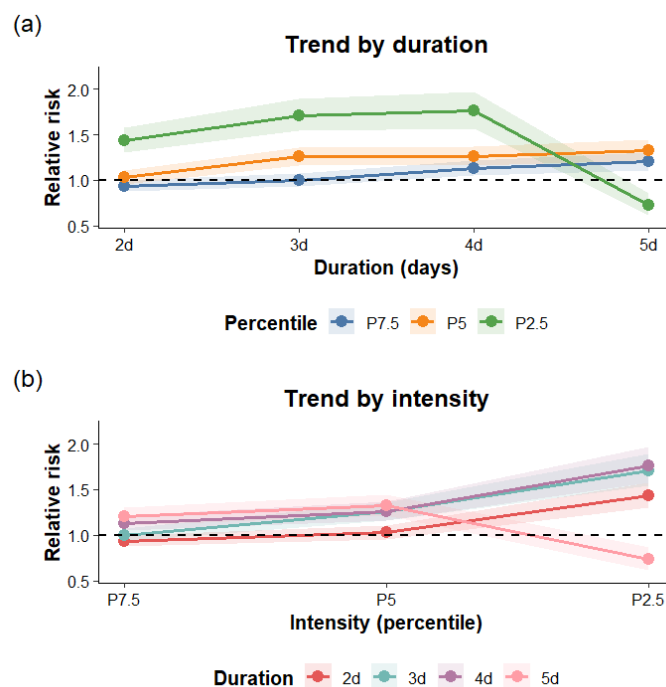 (a)
Trend by duration
Relative risk
2.0
1.5
1.0
0.5
2d 3d 4d 5d
Duration (days)
Percentile P7.5 P5 P2.5
(b)
Trend by intensity
Relative risk
2.0
1.5
1.0
0.5
P7.5 P5 P2.5
Intensity (percentile)
Duration 2d 3d 4d 5d